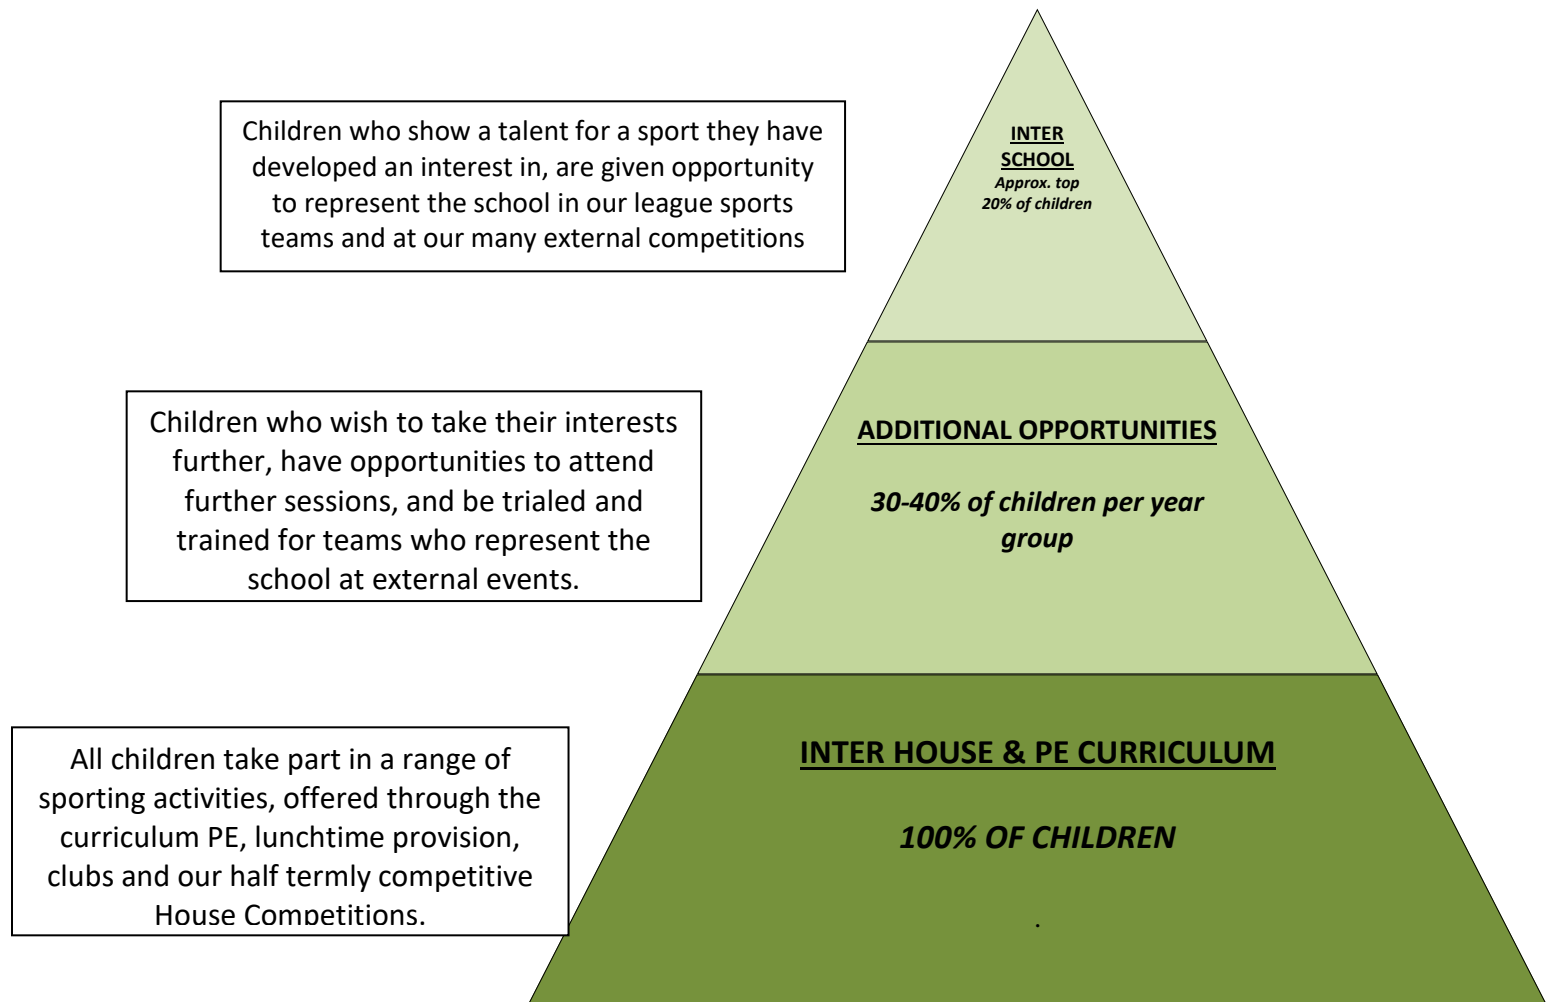 Children who show a talent for a sport they have
developed an interest in, are given opportunity
to represent the school in our league sports
teams and at our many external competitions
INTER
SCHOOL
Approx. top
20% of children
Children who wish to take their interests
further, have opportunities to attend
further sessions, and be trialed and
trained for teams who represent the
school at external events.
ADDITIONAL OPPORTUNITIES
30-40% of children per year
group
All children take part in a range of
sporting activities, offered through the
curriculum PE, lunchtime provision,
clubs and our half termly competitive
House Competitions.
INTER HOUSE & PE CURRICULUM
100% OF CHILDREN
.